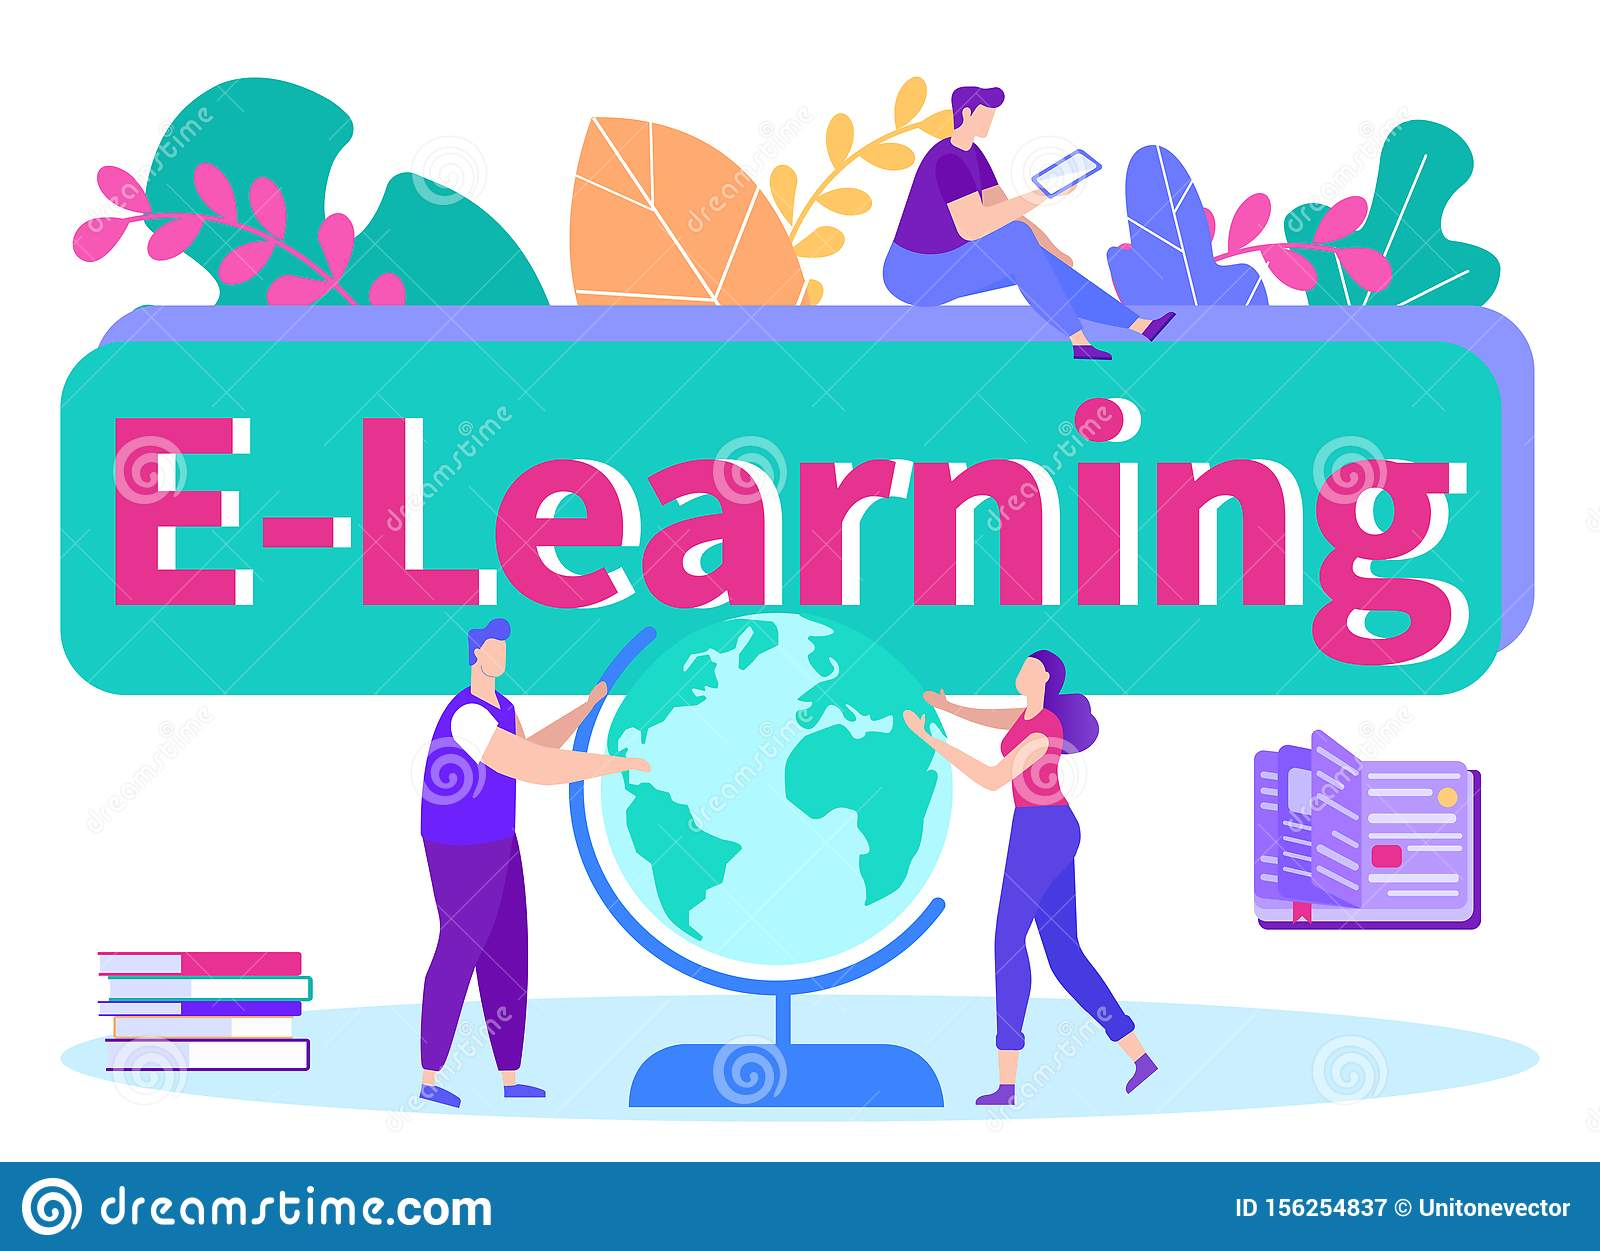 E-Learning
dreamstime.com
ID 156254837 © Unitonevector